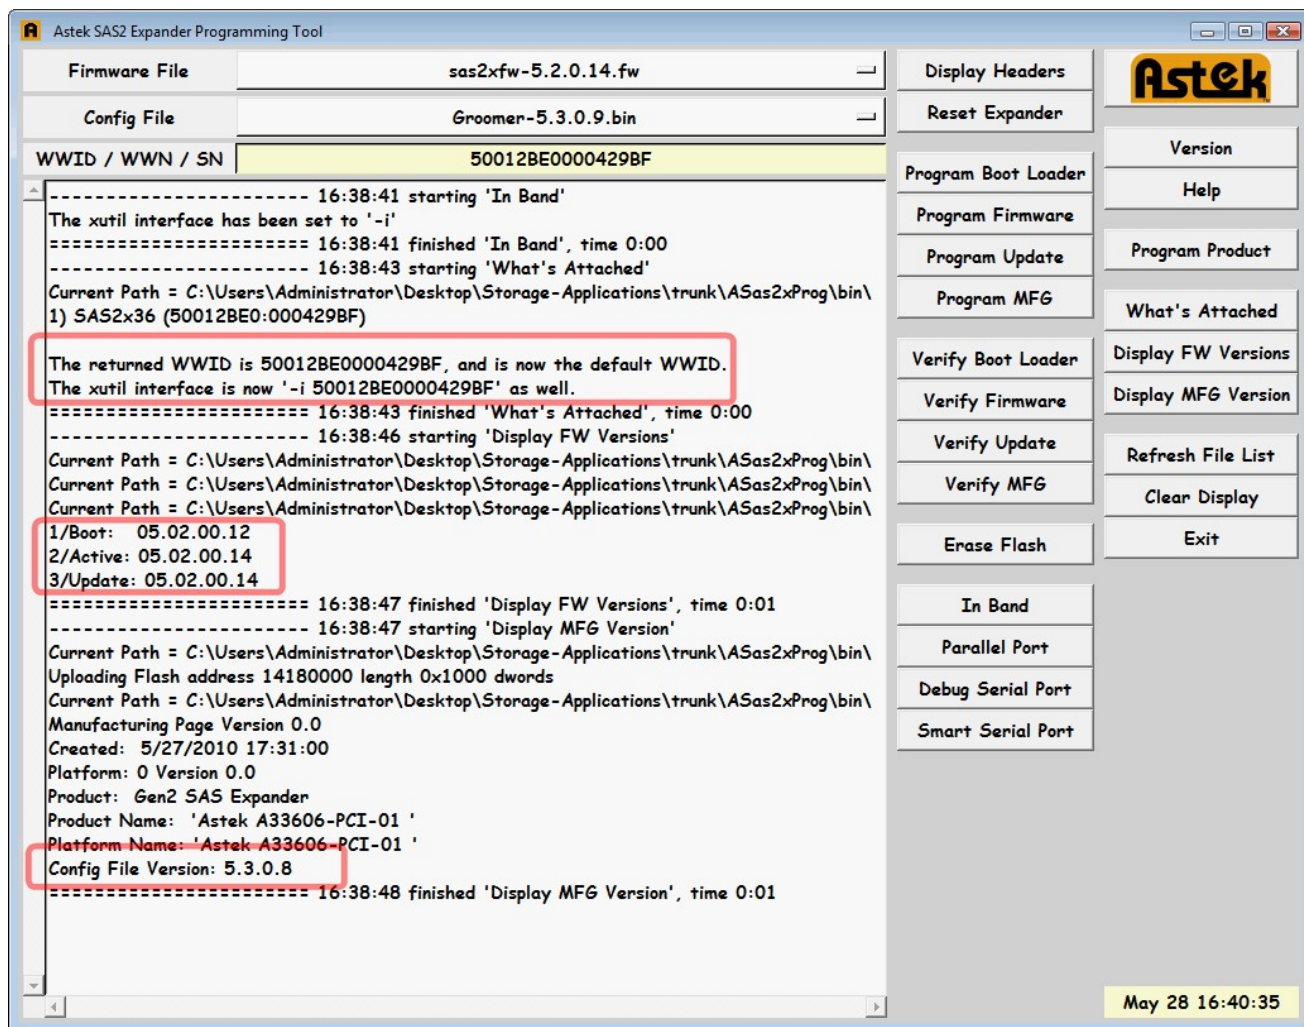 Astek SAS2 Expander Programming Tool
Firmware File
sas2xfw-5.2.0.14.fw
Config File
Groomer-5.3.0.9.bin
WWID / WWN / SN
50012BE0000429BF
------------------------ 16:38:41 starting 'In Band'
The xutil interface has been set to '-i'
======================== 16:38:41 finished 'In Band', time 0:00
------------------------ 16:38:43 starting 'What's Attached'
Current Path = C:\Users\Administrator\Desktop\Storage-Applications\trunk\ASas2xProg\bin\
1) SAS2x36 (50012BE0:000429BF)
The returned WWID is 50012BE0000429BF, and is now the default WWID.
The xutil interface is now '-i 50012BE0000429BF' as well.
======================== 16:38:43 finished 'What's Attached', time 0:00
------------------------ 16:38:46 starting 'Display FW Versions'
Current Path = C:\Users\Administrator\Desktop\Storage-Applications\trunk\ASas2xProg\bin\
Current Path = C:\Users\Administrator\Desktop\Storage-Applications\trunk\ASas2xProg\bin\
Current Path = C:\Users\Administrator\Desktop\Storage-Applications\trunk\ASas2xProg\bin\
1/Boot: 05.02.00.12
2/Active: 05.02.00.14
3/Update: 05.02.00.14
======================== 16:38:47 finished 'Display FW Versions', time 0:01
------------------------ 16:38:47 starting 'Display MFG Version'
Current Path = C:\Users\Administrator\Desktop\Storage-Applications\trunk\ASas2xProg\bin\
Uploading Flash address 14180000 length 0x1000 dwords
Current Path = C:\Users\Administrator\Desktop\Storage-Applications\trunk\ASas2xProg\bin\
Manufacturing Page Version 0.0
Created: 5/27/2010 17:31:00
Platform: 0 Version 0.0
Product: Gen2 SAS Expander
Product Name: 'Astek A33606-PCI-01 '
Platform Name: 'Astek A33606-PCI-01 '
Config File Version: 5.3.0.8
======================== 16:38:48 finished 'Display MFG Version', time 0:01
Display Headers
Reset Expander
Program Boot Loader
Program Firmware
Program Update
Program MFG
Verify Boot Loader
Verify Firmware
Verify Update
Verify MFG
Erase Flash
In Band
Parallel Port
Debug Serial Port
Smart Serial Port
Astek
Version
Help
Program Product
What's Attached
Display FW Versions
Display MFG Version
Refresh File List
Clear Display
Exit
May 28 16:40:35